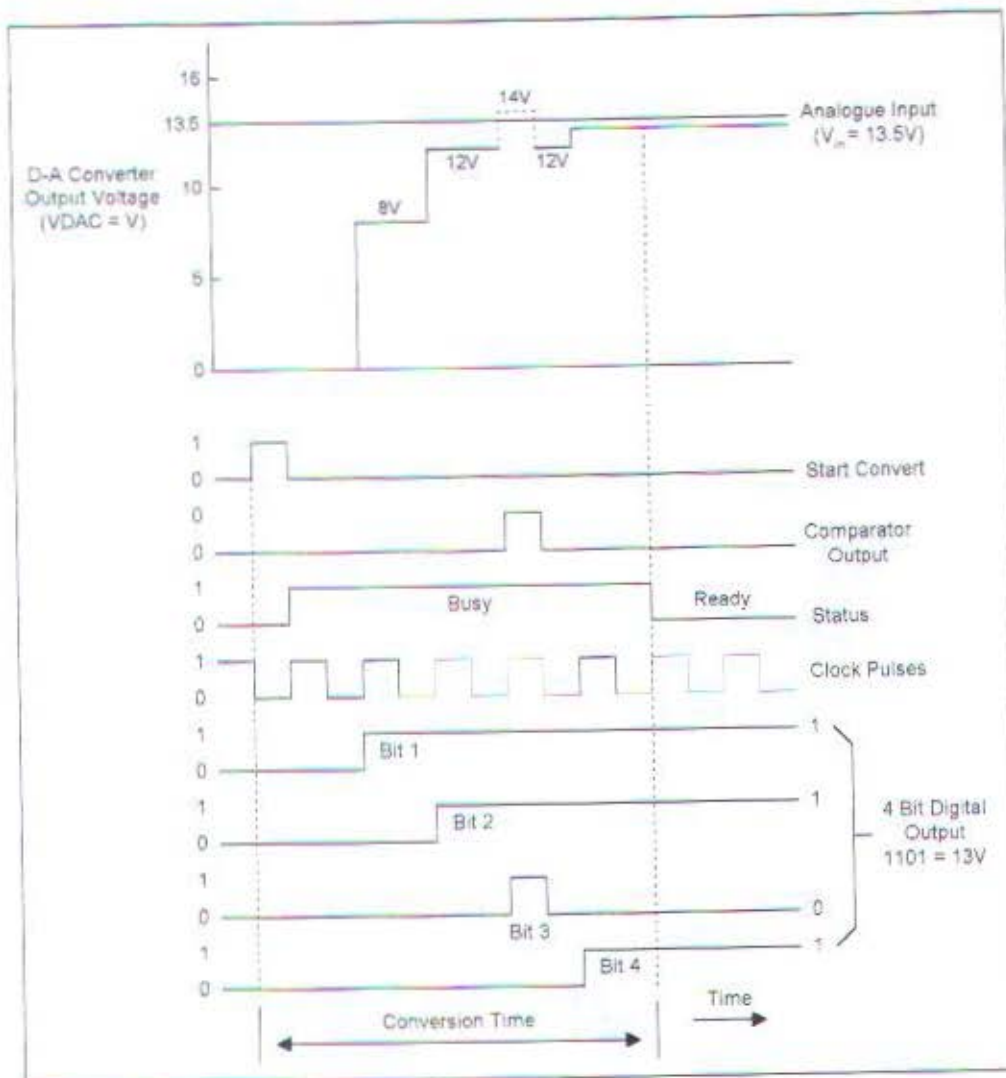 15
14V
13.5
Analogue Input
(Vin = 13.5V)
D-A Converter
Output Voltage
(VDAC = V)
12V
12V
10
8V
5
0
1
0
Start Convert
0
0
Comparator
Output
1
0
Busy
Ready
Status
1
0
Clock Pulses
1
0
Bit 1
1
1
0
Bit 2
1
4 Bit Digital
Output
1101 = 13V
1
0
Bit 3
0
1
0
Bit 4
1
Conversion Time
Time